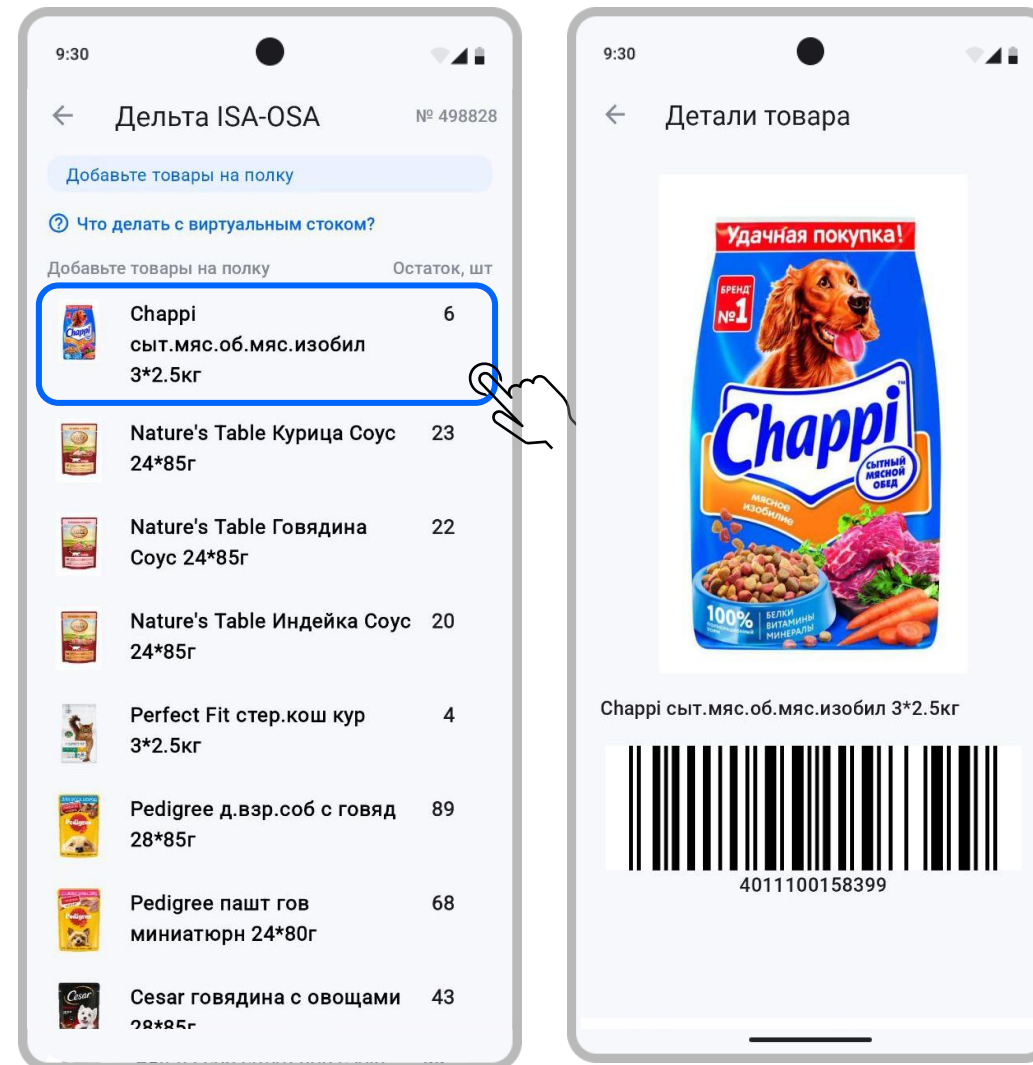 9:30
Дельта ISA-OSA
№ 498828
Добавьте товары на полку
Что делать с виртуальным стоком?
Добавьте товары на полку
Остаток, шт
Chappi
сыт.мяс.об.мяс.изобил
3*2.5кг
6
Nature's Table Курица Соус
24*85г
23
Nature's Table Говядина
Соус 24*85г
22
Nature's Table Индейка Соус
24*85г
20
Perfect Fit стер.кош кур
3*2.5кг
4
Pedigree д.взр.соб с говяд
28*85г
89
Pedigree пашт гов
миниатюрн 24*80г
68
Cesar говядина с овощами
28*85г
43
9:30
Детали товара
Удачная покупка!
БРЕНД
№1
Chappi
СЫТНЫЙ
МЯСНОЙ
ОБЕД
МЯСНОЕ
ИЗОБИЛИЕ
100%
БЕЛКИ
ВИТАМИНЫ
МИНЕРАЛЫ
Chappi сыт.мяс.об.мяс.изобил 3*2.5кг
4011100158399